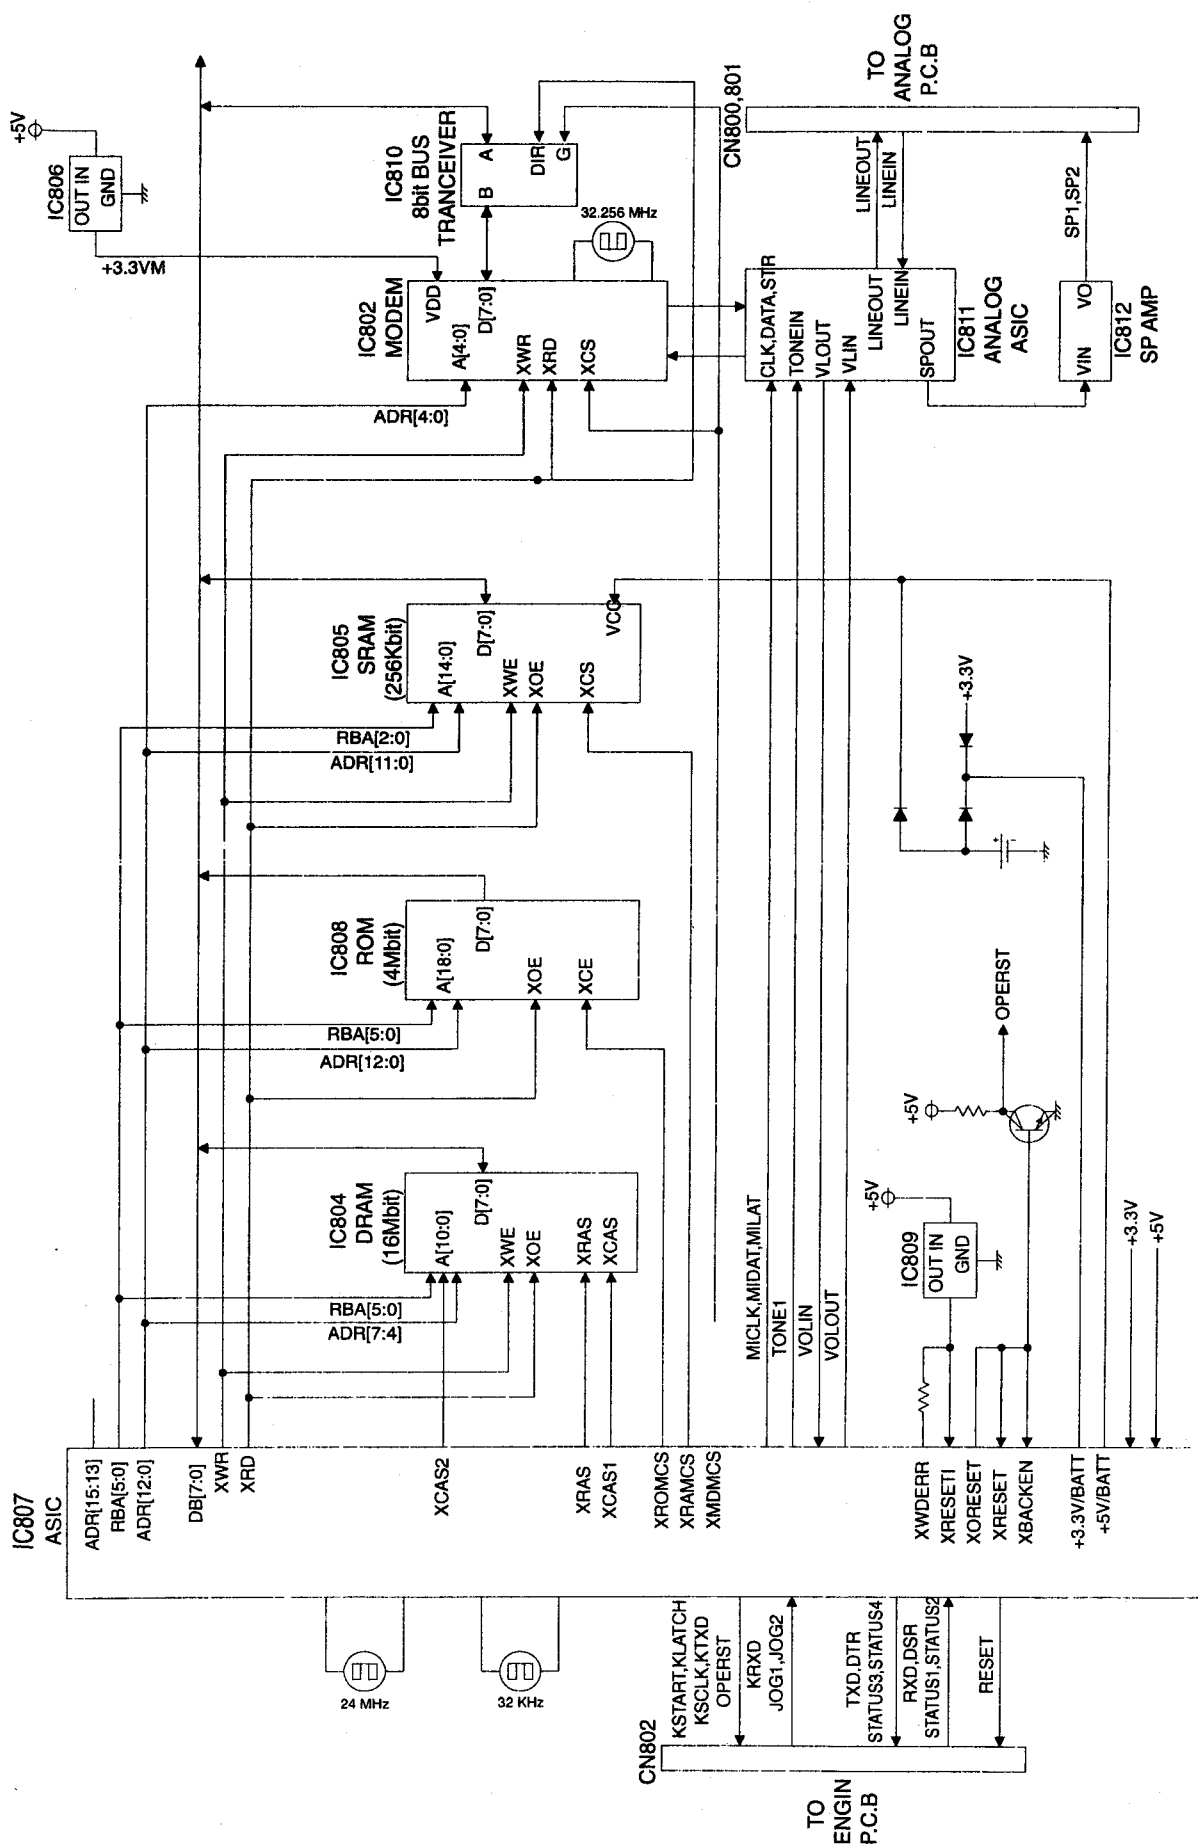 +5V
IC806
OUT IN
GND
+3.3VM
IC810
8bit BUS
TRANCEIVER
A
B
DIR
G
CN800,801
TO
ANALOG
P.C.B
IC802
MODEM
VDD
A[4:0]
D[7:0]
XWR
XRD
XCS
ADR[4:0]
32.256 MHz
CLK,DATA,STR
TONEIN
VLOUT
VLIN
LINEOUT
LINEIN
SPOUT
IC811
ANALOG
ASIC
LINEOUT
LINEIN
SP1,SP2
VIN
VO
IC812
SP AMP
IC805
SRAM
(256Kbit)
A[14:0]
D[7:0]
XWE
XOE
XCS
VCC
RBA[2:0]
ADR[11:0]
+3.3V
+
-
IC808
ROM
(4Mbit)
A[18:0]
D[7:0]
XOE
XCE
RBA[5:0]
ADR[12:0]
OPERST
+5V
IC804
DRAM
(16Mbit)
A[10:0]
D[7:0]
XWE
XOE
XRAS
XCAS
RBA[5:0]
ADR[7:4]
MICLK,MIDAT,MILAT
TONE1
VOLIN
VOLOUT
+5V
IC809
OUT IN
GND
+3.3V
+5V
IC807
ASIC
ADR[15:13]
RBA[5:0]
ADR[12:0]
DB[7:0]
XWR
XRD
XCAS2
XRAS
XCAS1
XROMCS
XRAMCS
XMDMCS
XWDERR
XRESETI
XORESET
XRESET
XBACKEN
+3.3V/BATT
+5V/BATT
24 MHz
32 KHz
CN802
KSTART,KLATCH
KSCLK,KTXD
OPERST
KRXD
JOG1,JOG2
TXD,DTR
STATUS3,STATUS4
RXD,DSR
STATUS1,STATUS2
RESET
TO
ENGIN
P.C.B